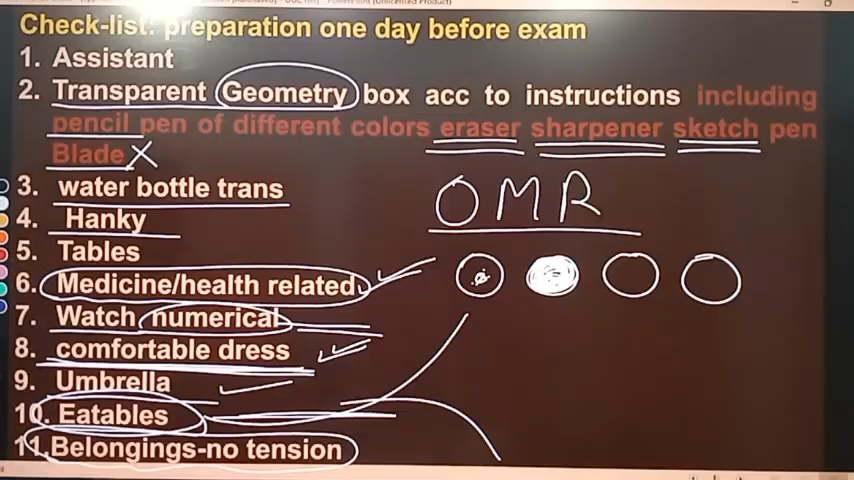 Check-list: preparation one day before exam
1. Assistant
2. Transparent Geometry box acc to instructions including
pencil pen of different colors eraser sharpener sketch pen
Blade
3. water bottle trans
OMR
4. Hanky
5. Tables
6. Medicine/health related
7. Watch numerical
8. comfortable dress
9. Umbrella
10. Eatables
11.Belongings-no tension